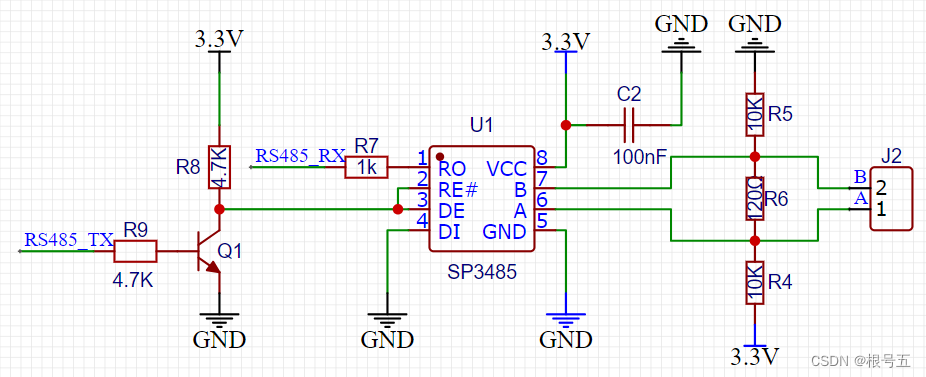 GND GND
3.3V 3.3V
C2
100nF
R5
10K
U1
R8
4.7K
RS485_RX
R7
1k
1 RO VCC 8
2 RE# B 7
3 DE A 6
4 DI GND 5
SP3485
J2
B 2
A 1
R6
120Ω
RS485_TX
R9
4.7K
Q1
R4
10K
GND GND GND
3.3V
CSDN @根号五